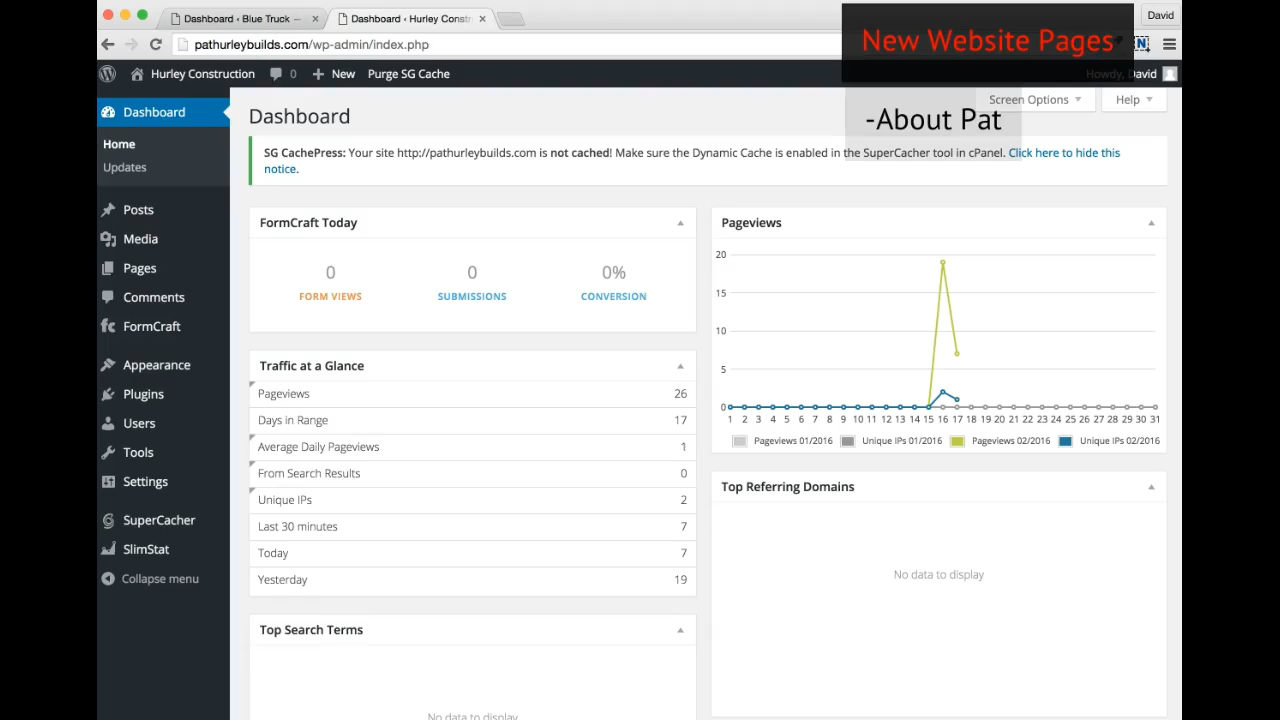 Dashboard ‹ Blue Truck —
Dashboard ‹ Hurley Const
David
pathurleybuilds.com/wp-admin/index.php
New Website Pages
Hurley Construction
0
New
Purge SG Cache
Howdy, David
Dashboard
Home
Updates
Posts
Media
Pages
Comments
FormCraft
Appearance
Plugins
Users
Tools
Settings
SuperCacher
SlimStat
Collapse menu
Screen Options
Help
Dashboard
-About Pat
SG CachePress: Your site http://pathurleybuilds.com is not cached! Make sure the Dynamic Cache is enabled in the SuperCacher tool in cPanel. Click here to hide this
notice.
FormCraft Today
0 0 0%
FORM VIEWS SUBMISSIONS CONVERSION
Traffic at a Glance
Pageviews 26
Days in Range 17
Average Daily Pageviews 1
From Search Results 0
Unique IPs 2
Last 30 minutes 7
Today 7
Yesterday 19
Top Search Terms
No data to display
Pageviews
20
15
10
5
0
1 2 3 4 5 6 7 8 9 10 11 12 13 14 15 16 17 18 19 20 21 22 23 24 25 26 27 28 29 30 31
Pageviews 01/2016 Unique IPs 01/2016 Pageviews 02/2016 Unique IPs 02/2016
Top Referring Domains
No data to display